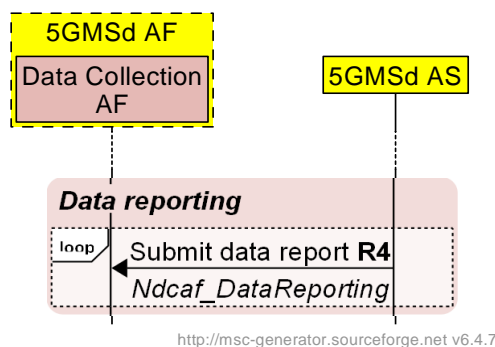 5GMSd AF
Data Collection
AF
5GMSd AS
Data reporting
loop
Submit data report R4
Ndcaf_DataReporting
http://msc-generator.sourceforge.net v6.4.7